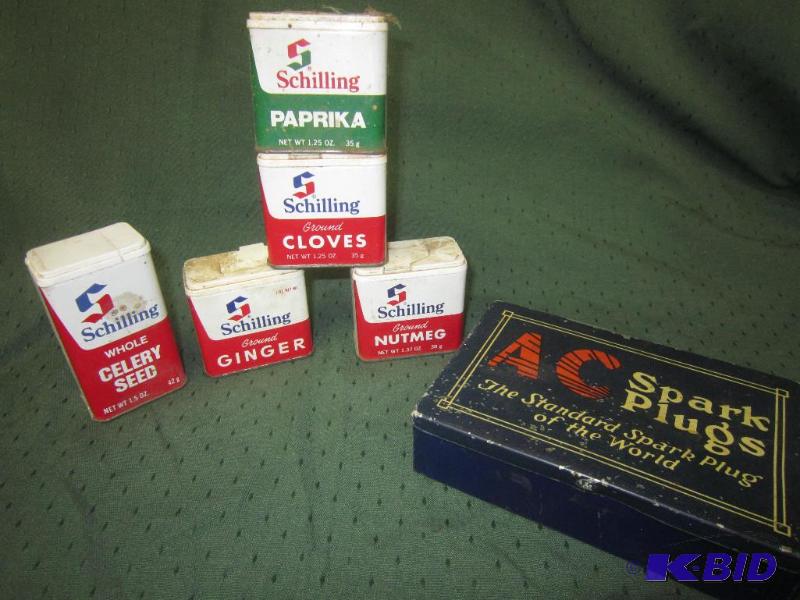 Schilling
PAPRIKA
NET WT 1.25 OZ. 35 g
Schilling
Ground
CLOVES
NET WT 1.25 OZ. 35 g
Schilling
WHOLE
CELERY
SEED
NET WT 1.5 OZ. 42 g
Schilling
Ground
GINGER
Schilling
Ground
NUTMEG
NET WT 1.37 OZ. 38 g
AC Spark
Plugs
The Standard Spark Plug
of the World
© K-BID